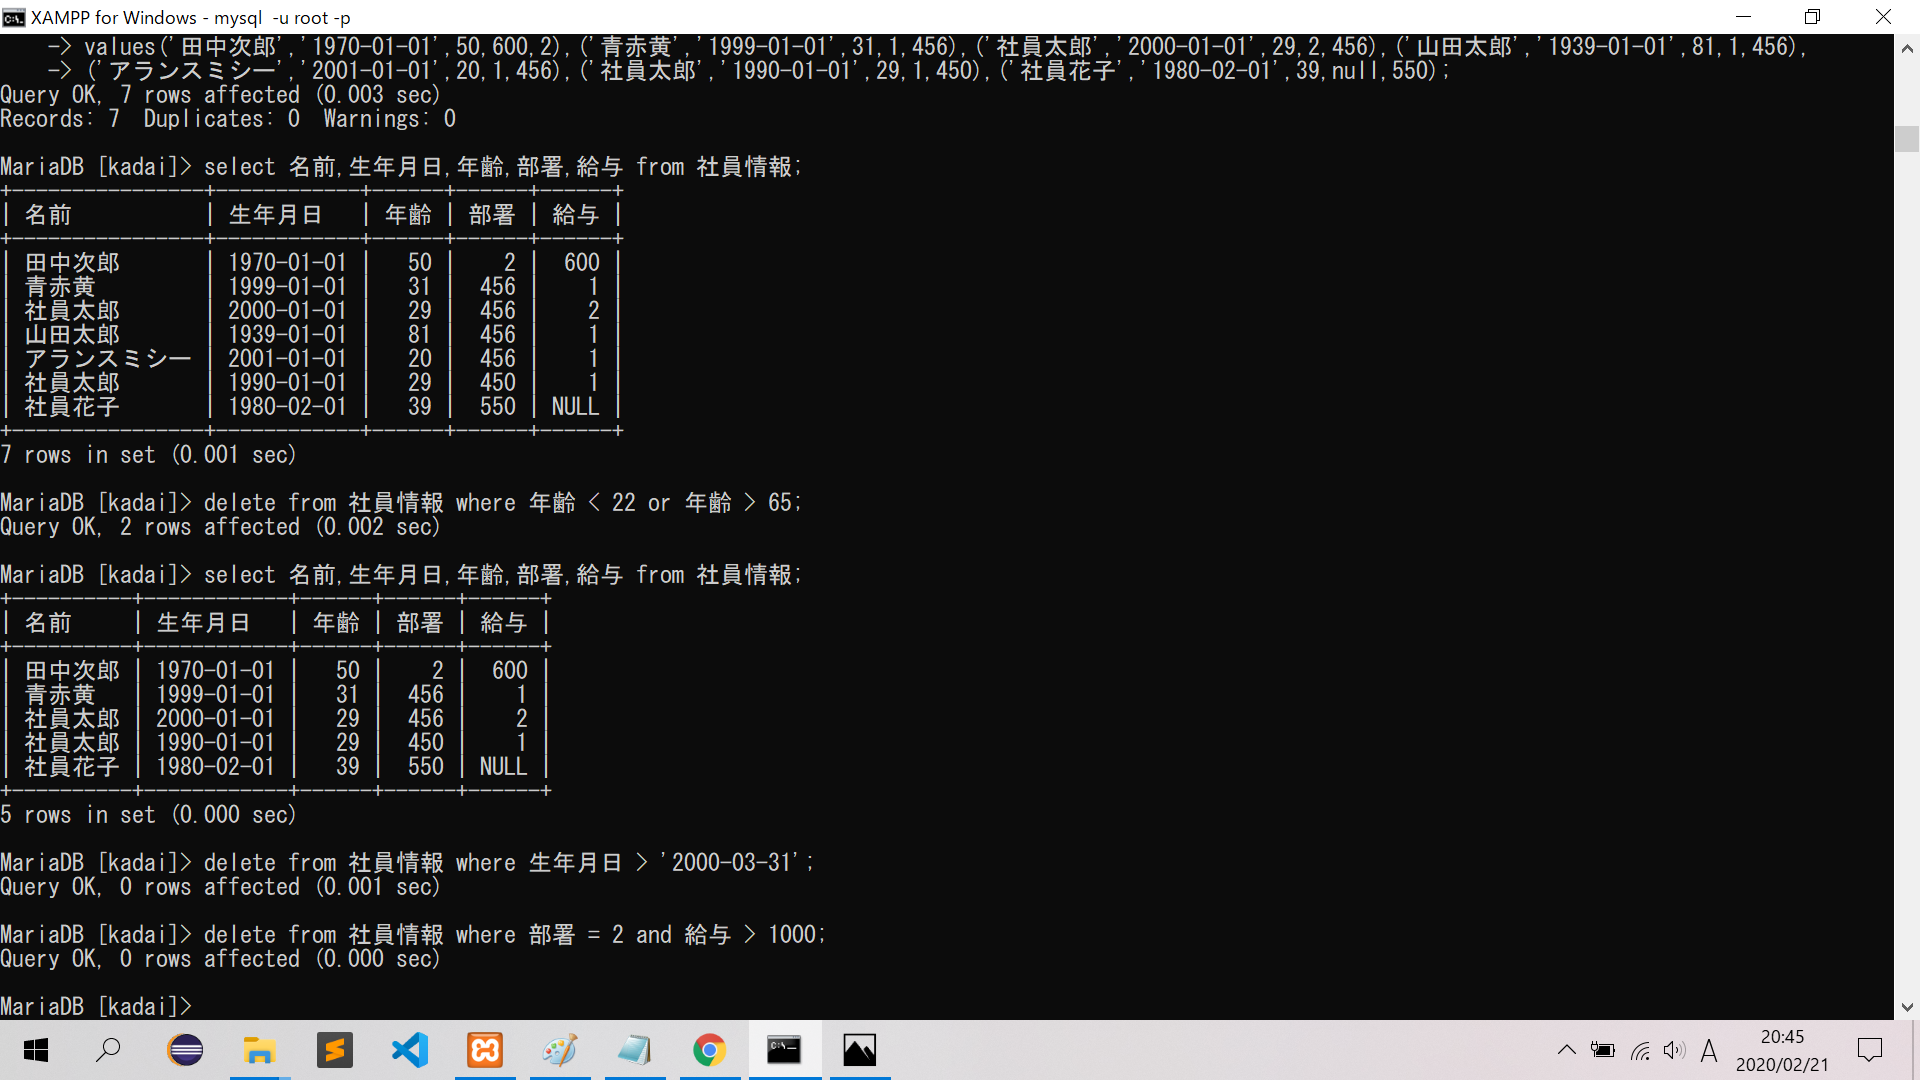 XAMPP for Windows - mysql  -u root -p
    -> values('田中次郎','1970-01-01',50,600,2),('青赤黄','1999-01-01',31,1,456),('社員太郎','2000-01-01',29,2,456),('山田太郎','1939-01-01',81,1,456),
    -> ('アランスミシー','2001-01-01',20,1,456),('社員太郎','1990-01-01',29,1,450),('社員花子','1980-02-01',39,null,550);
Query OK, 7 rows affected (0.003 sec)
Records: 7  Duplicates: 0  Warnings: 0
MariaDB [kadai]> select 名前,生年月日,年齢,部署,給与 from 社員情報;
+----------------+------------+------+------+------+
| 名前           | 生年月日   | 年齢 | 部署 | 給与 |
+----------------+------------+------+------+------+
| 田中次郎       | 1970-01-01 |   50 |    2 |  600 |
| 青赤黄         | 1999-01-01 |   31 |  456 |    1 |
| 社員太郎       | 2000-01-01 |   29 |  456 |    2 |
| 山田太郎       | 1939-01-01 |   81 |  456 |    1 |
| アランスミシー | 2001-01-01 |   20 |  456 |    1 |
| 社員太郎       | 1990-01-01 |   29 |  450 |    1 |
| 社員花子       | 1980-02-01 |   39 |  550 | NULL |
+----------------+------------+------+------+------+
7 rows in set (0.001 sec)
MariaDB [kadai]> delete from 社員情報 where 年齢 < 22 or 年齢 > 65;
Query OK, 2 rows affected (0.002 sec)
MariaDB [kadai]> select 名前,生年月日,年齢,部署,給与 from 社員情報;
+----------+------------+------+------+------+
| 名前     | 生年月日   | 年齢 | 部署 | 給与 |
+----------+------------+------+------+------+
| 田中次郎 | 1970-01-01 |   50 |    2 |  600 |
| 青赤黄   | 1999-01-01 |   31 |  456 |    1 |
| 社員太郎 | 2000-01-01 |   29 |  456 |    2 |
| 社員太郎 | 1990-01-01 |   29 |  450 |    1 |
| 社員花子 | 1980-02-01 |   39 |  550 | NULL |
+----------+------------+------+------+------+
5 rows in set (0.000 sec)
MariaDB [kadai]> delete from 社員情報 where 生年月日 > '2000-03-31';
Query OK, 0 rows affected (0.001 sec)
MariaDB [kadai]> delete from 社員情報 where 部署 = 2 and 給与 > 1000;
Query OK, 0 rows affected (0.000 sec)
MariaDB [kadai]>
A
20:45
2020/02/21